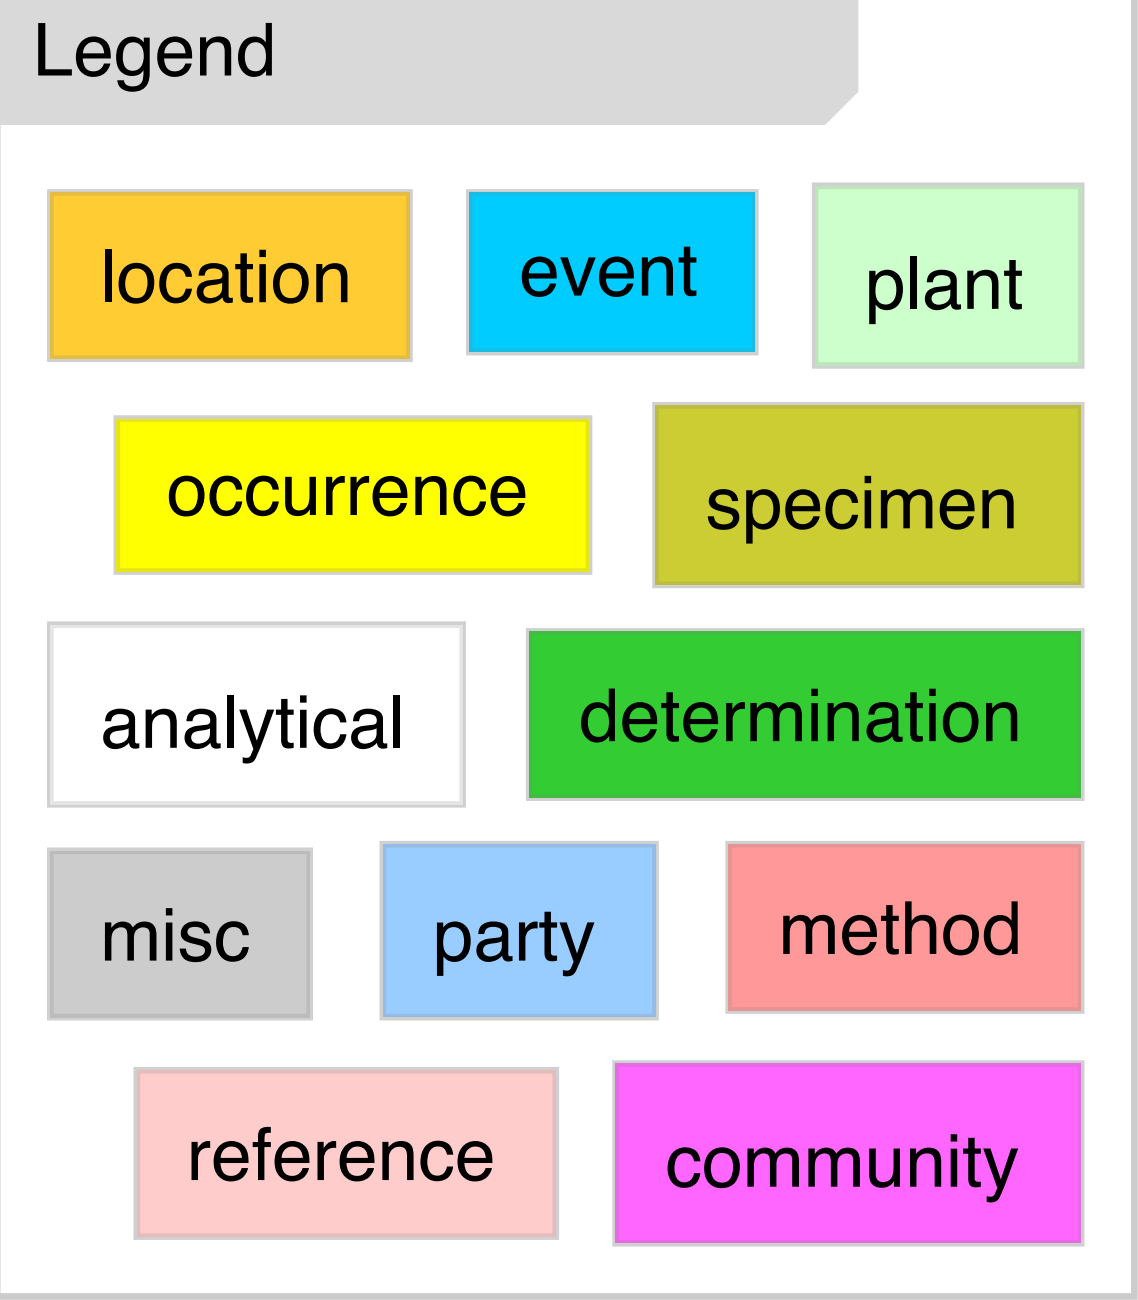 Legend
location
event
plant
occurrence
specimen
analytical
determination
misc
party
method
reference
community